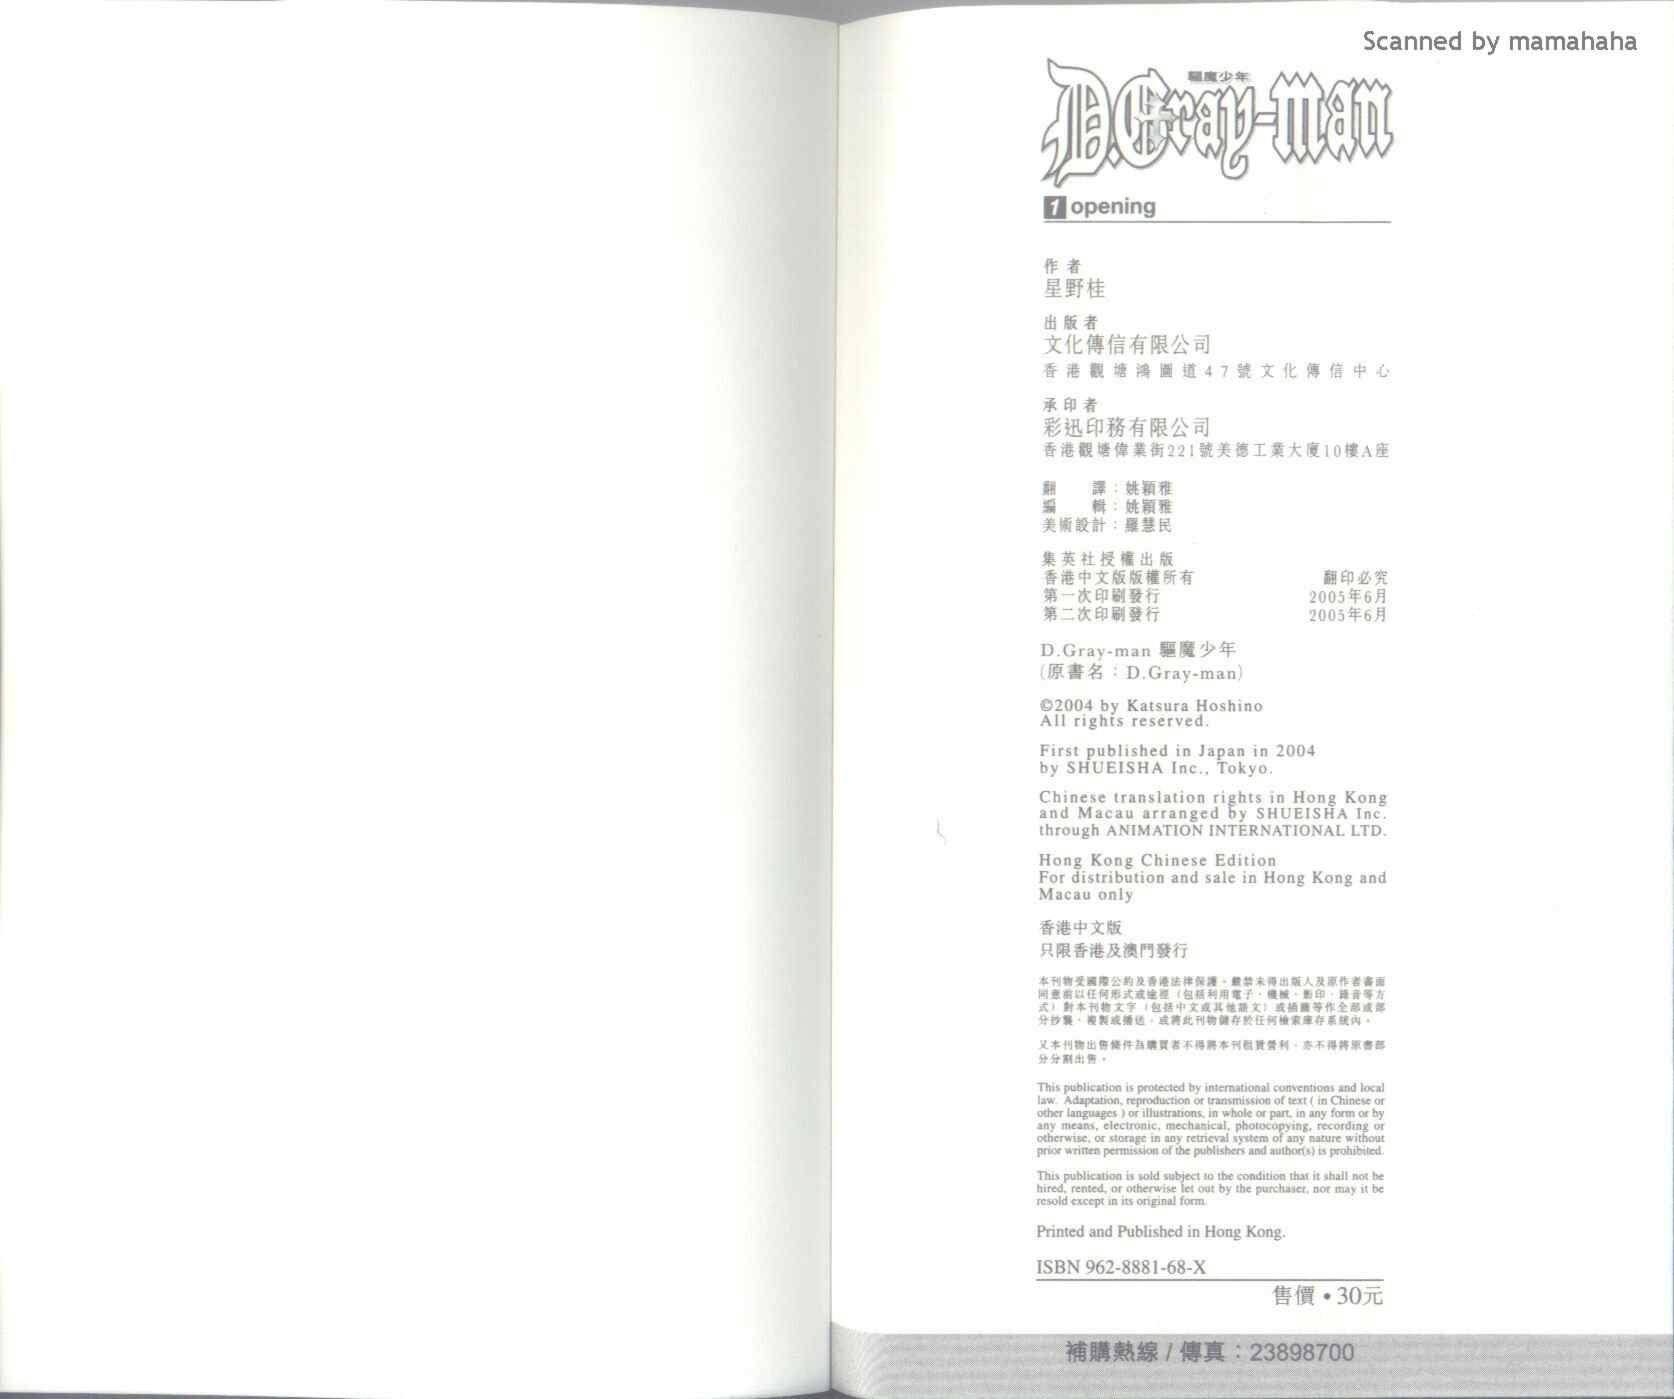 Scanned by mamahaha
驅魔少年
D.Gray-man
1 opening
作者
星野桂
出版者
文化傳信有限公司
香港觀塘鴻圖道47號文化傳信中心
承印者
彩迅印務有限公司
香港觀塘偉業街221號美德工業大廈10樓A座
翻　　譯：姚穎雅
編　　輯：姚穎雅
美術設計：羅慧民
集英社授權出版
香港中文版版權所有 翻印必究
第一次印刷發行 2005年6月
第二次印刷發行 2005年6月
D.Gray-man 驅魔少年
(原書名：D.Gray-man)
©2004 by Katsura Hoshino
All rights reserved.
First published in Japan in 2004
by SHUEISHA Inc., Tokyo.
Chinese translation rights in Hong Kong
and Macau arranged by SHUEISHA Inc.
through ANIMATION INTERNATIONAL LTD.
Hong Kong Chinese Edition
For distribution and sale in Hong Kong and
Macau only
香港中文版
只限香港及澳門發行
本刊物受國際公約及香港法律保護。嚴禁未得出版人及原作者書面
同意前以任何形式或途徑（包括利用電子、機械、影印、錄音等方
式）對本刊物文字（包括中文或其他語文）或插圖等作全部或部
分抄襲、複製或播送，或將此刊物儲存於任何檢索庫存系統內。
又本刊物出售條件為購買者不得將本刊租賃營利，亦不得將原書部
分分割出售。
This publication is protected by international conventions and local
law. Adaptation, reproduction or transmission of text ( in Chinese or
other languages ) or illustrations, in whole or part, in any form or by
any means, electronic, mechanical, photocopying, recording or
otherwise, or storage in any retrieval system of any nature without
prior written permission of the publishers and author(s) is prohibited.
This publication is sold subject to the condition that it shall not be
hired, rented, or otherwise let out by the purchaser, nor may it be
resold except in its original form.
Printed and Published in Hong Kong.
ISBN 962-8881-68-X
售價 • 30元
補購熱線 / 傳真：23898700